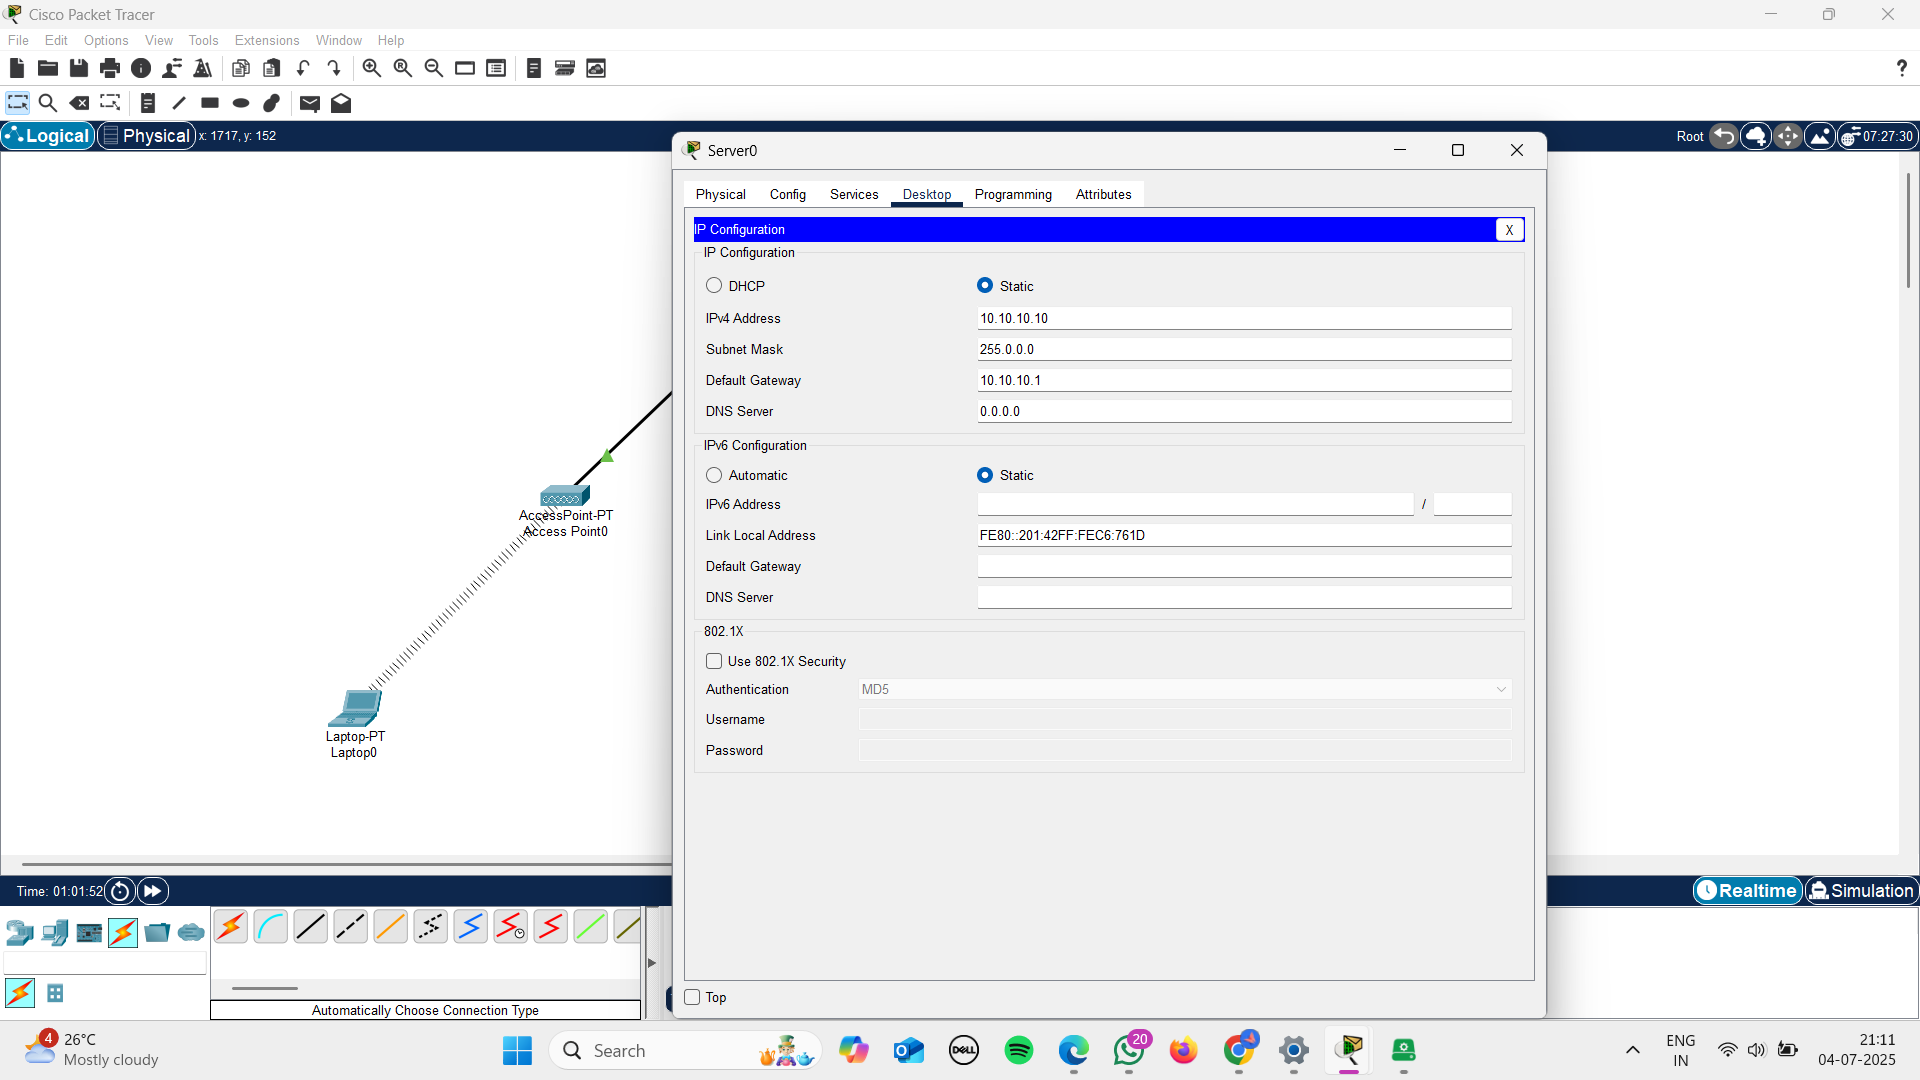 Cisco Packet Tracer
File Edit Options View Tools Extensions Window Help
?
Logical Physical x: 1717, y: 152
Root 07:27:30
Server0
Physical Config Services Desktop Programming Attributes
IP Configuration X
IP Configuration
DHCP Static
IPv4 Address 10.10.10.10
Subnet Mask 255.0.0.0
Default Gateway 10.10.10.1
DNS Server 0.0.0.0
IPv6 Configuration
Automatic Static
IPv6 Address /
Link Local Address FE80::201:42FF:FEC6:761D
Default Gateway
DNS Server
802.1X
Use 802.1X Security
Authentication MD5
Username
Password
Top
AccessPoint-PT
Access Point0
Laptop-PT
Laptop0
Time: 01:01:52
Realtime Simulation
Automatically Choose Connection Type
4
26°C
Mostly cloudy
Search
DELL
20
ENG
IN
21:11
04-07-2025